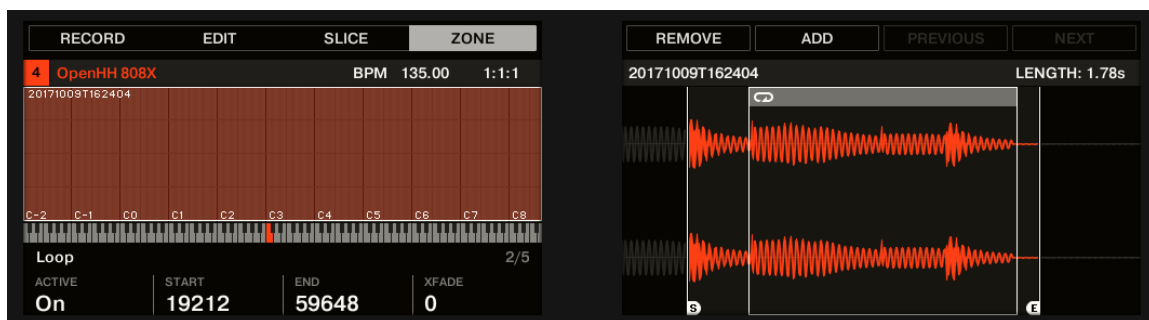 RECORD EDIT SLICE ZONE
4 OpenHH 808X BPM 135.00 1:1:1
20171009T162404
C-2 C-1 C0 C1 C2 C3 C4 C5 C6 C7 C8
Loop 2/5
ACTIVE START END XFADE
On 19212 59648 0
REMOVE ADD PREVIOUS NEXT
20171009T162404 LENGTH: 1.78s
S E